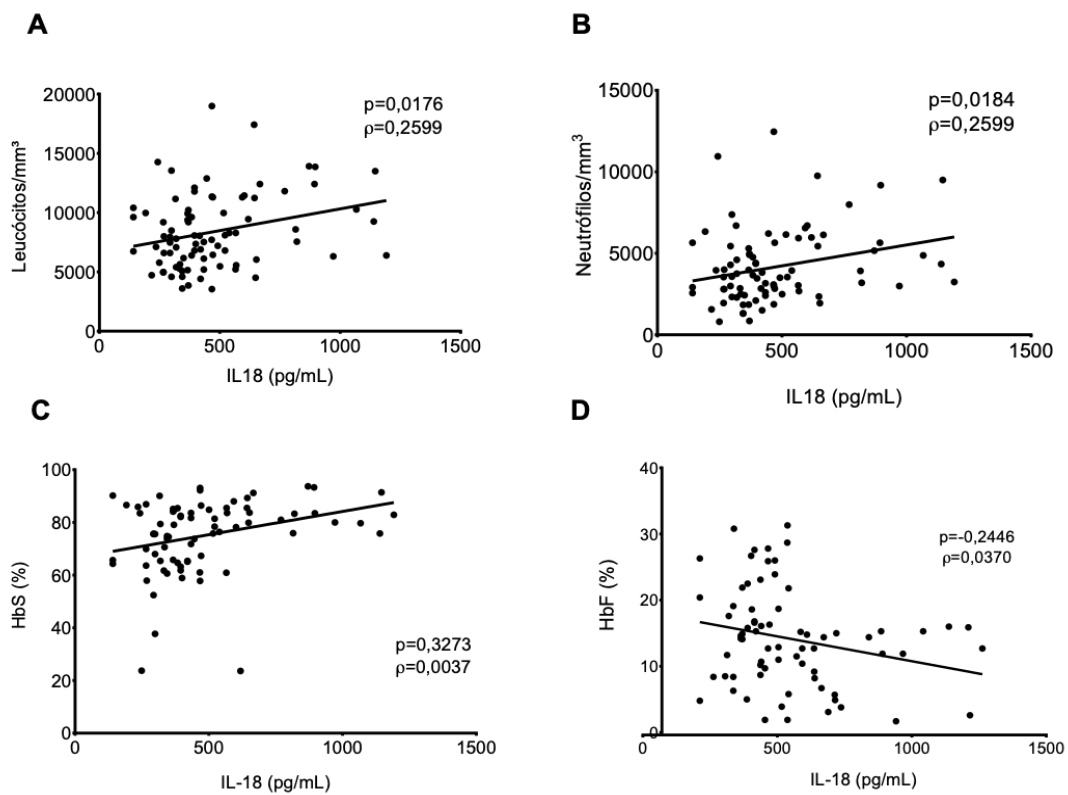 A
20000
15000
10000
5000
0
Leucócitos/mm³
p=0,0176
ρ=0,2599
0
500
1000
1500
IL18 (pg/mL)
B
15000
10000
5000
0
Neutrófilos/mm³
p=0,0184
ρ=0,2599
0
500
1000
1500
IL18 (pg/mL)
C
100
80
60
40
20
0
HbS (%)
p=0,3273
ρ=0,0037
0
500
1000
1500
IL-18 (pg/mL)
D
40
30
20
10
0
HbF (%)
p=-0,2446
ρ=0,0370
0
500
1000
1500
IL-18 (pg/mL)